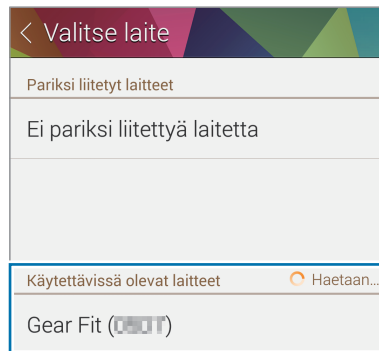 Valitse laite
Pariksi liitetyt laitteet
Ei pariksi liitettyä laitetta
Käytettävissä olevat laitteet Haetaan...
Gear Fit ()